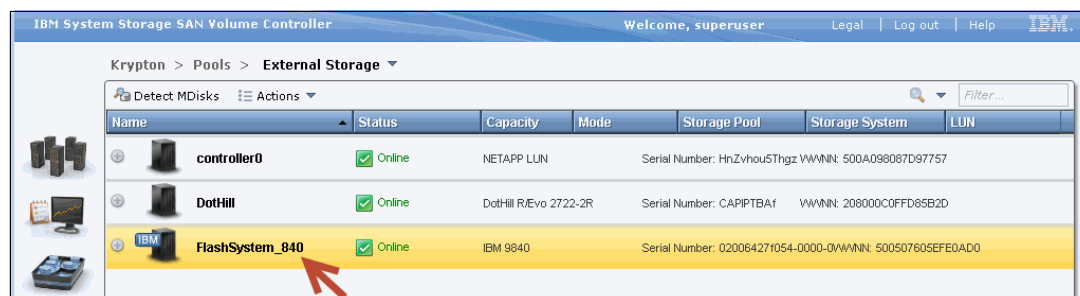 IBM System Storage SAN Volume Controller Welcome, superuser Legal | Log out | Help IBM.
Krypton > Pools > External Storage
Detect MDisks Actions Filter...
Name Status Capacity Mode Storage Pool Storage System LUN
controller0 Online NETAPP LUN Serial Number: HnZvhou5Thgz WWNN: 500A098087D97757
DotHill Online DotHill R/Evo 2722-2R Serial Number: CAPIPTBAf WWNN: 208000C0FFD85B2D
IBM FlashSystem_840 Online IBM 9840 Serial Number: 02006427f054-0000-0 WWNN: 500507605EFE0AD0